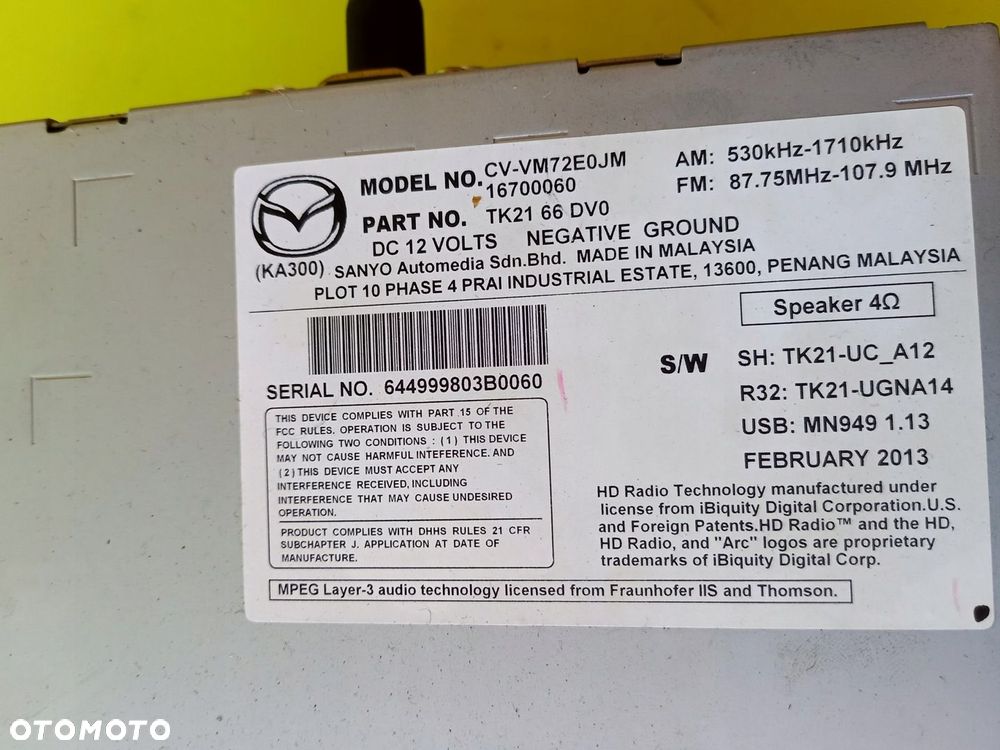 MODEL NO. CV-VM72E0JM
16700060
AM: 530kHz-1710kHz
FM: 87.75MHz-107.9 MHz
PART NO. TK21 66 DV0
DC 12 VOLTS NEGATIVE GROUND
(KA300) SANYO Automedia Sdn.Bhd. MADE IN MALAYSIA
PLOT 10 PHASE 4 PRAI INDUSTRIAL ESTATE, 13600, PENANG MALAYSIA
Speaker 4Ω
SERIAL NO. 644999803B0060
S/W SH: TK21-UC_A12
R32: TK21-UGNA14
USB: MN949 1.13
FEBRUARY 2013
THIS DEVICE COMPLIES WITH PART 15 OF THE
FCC RULES. OPERATION IS SUBJECT TO THE
FOLLOWING TWO CONDITIONS : (1) THIS DEVICE
MAY NOT CAUSE HARMFUL INTEFERENCE. AND
(2) THIS DEVICE MUST ACCEPT ANY
INTERFERENCE RECEIVED, INCLUDING
INTERFERENCE THAT MAY CAUSE UNDESIRED
OPERATION.
PRODUCT COMPLIES WITH DHHS RULES 21 CFR
SUBCHAPTER J. APPLICATION AT DATE OF
MANUFACTURE.
HD Radio Technology manufactured under
license from iBiquity Digital Corporation.U.S.
and Foreign Patents.HD Radio™ and the HD,
HD Radio, and "Arc" logos are proprietary
trademarks of iBiquity Digital Corp.
MPEG Layer-3 audio technology licensed from Fraunhofer IIS and Thomson.
OTOMOTO